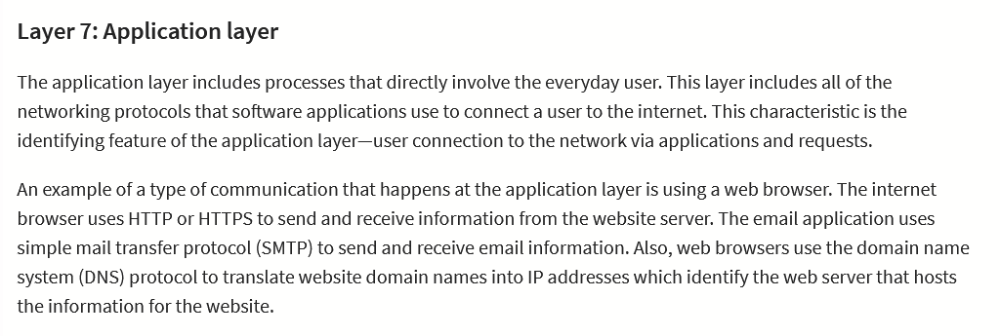 Layer 7: Application layer
The application layer includes processes that directly involve the everyday user. This layer includes all of the
networking protocols that software applications use to connect a user to the internet. This characteristic is the
identifying feature of the application layer—user connection to the network via applications and requests.
An example of a type of communication that happens at the application layer is using a web browser. The internet
browser uses HTTP or HTTPS to send and receive information from the website server. The email application uses
simple mail transfer protocol (SMTP) to send and receive email information. Also, web browsers use the domain name
system (DNS) protocol to translate website domain names into IP addresses which identify the web server that hosts
the information for the website.